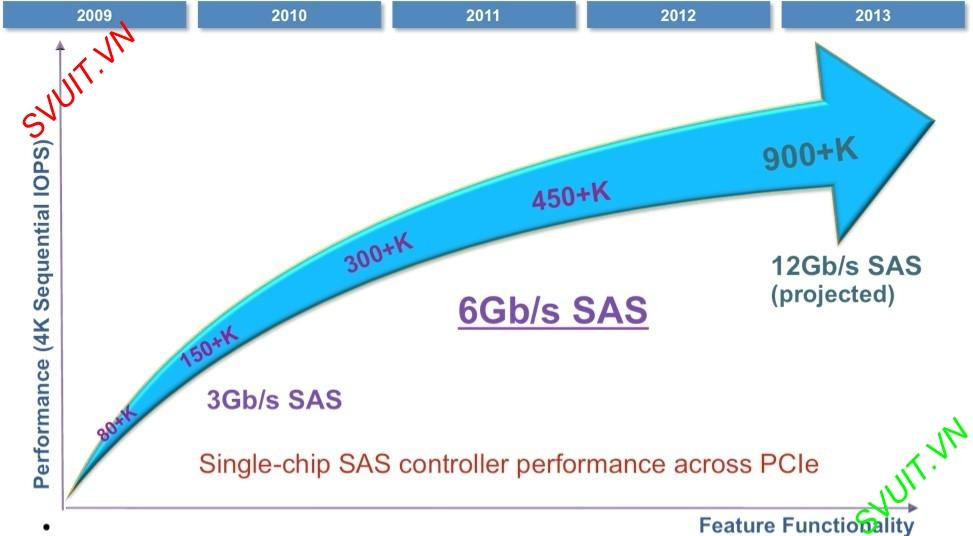 2009 2010 2011 2012 2013
SVUIT.VN
Performance (4K Sequential IOPS)
900+K
450+K
300+K
150+K
80+K
12Gb/s SAS
(projected)
6Gb/s SAS
3Gb/s SAS
Single-chip SAS controller performance across PCIe
SVUIT.VN
Feature Functionality